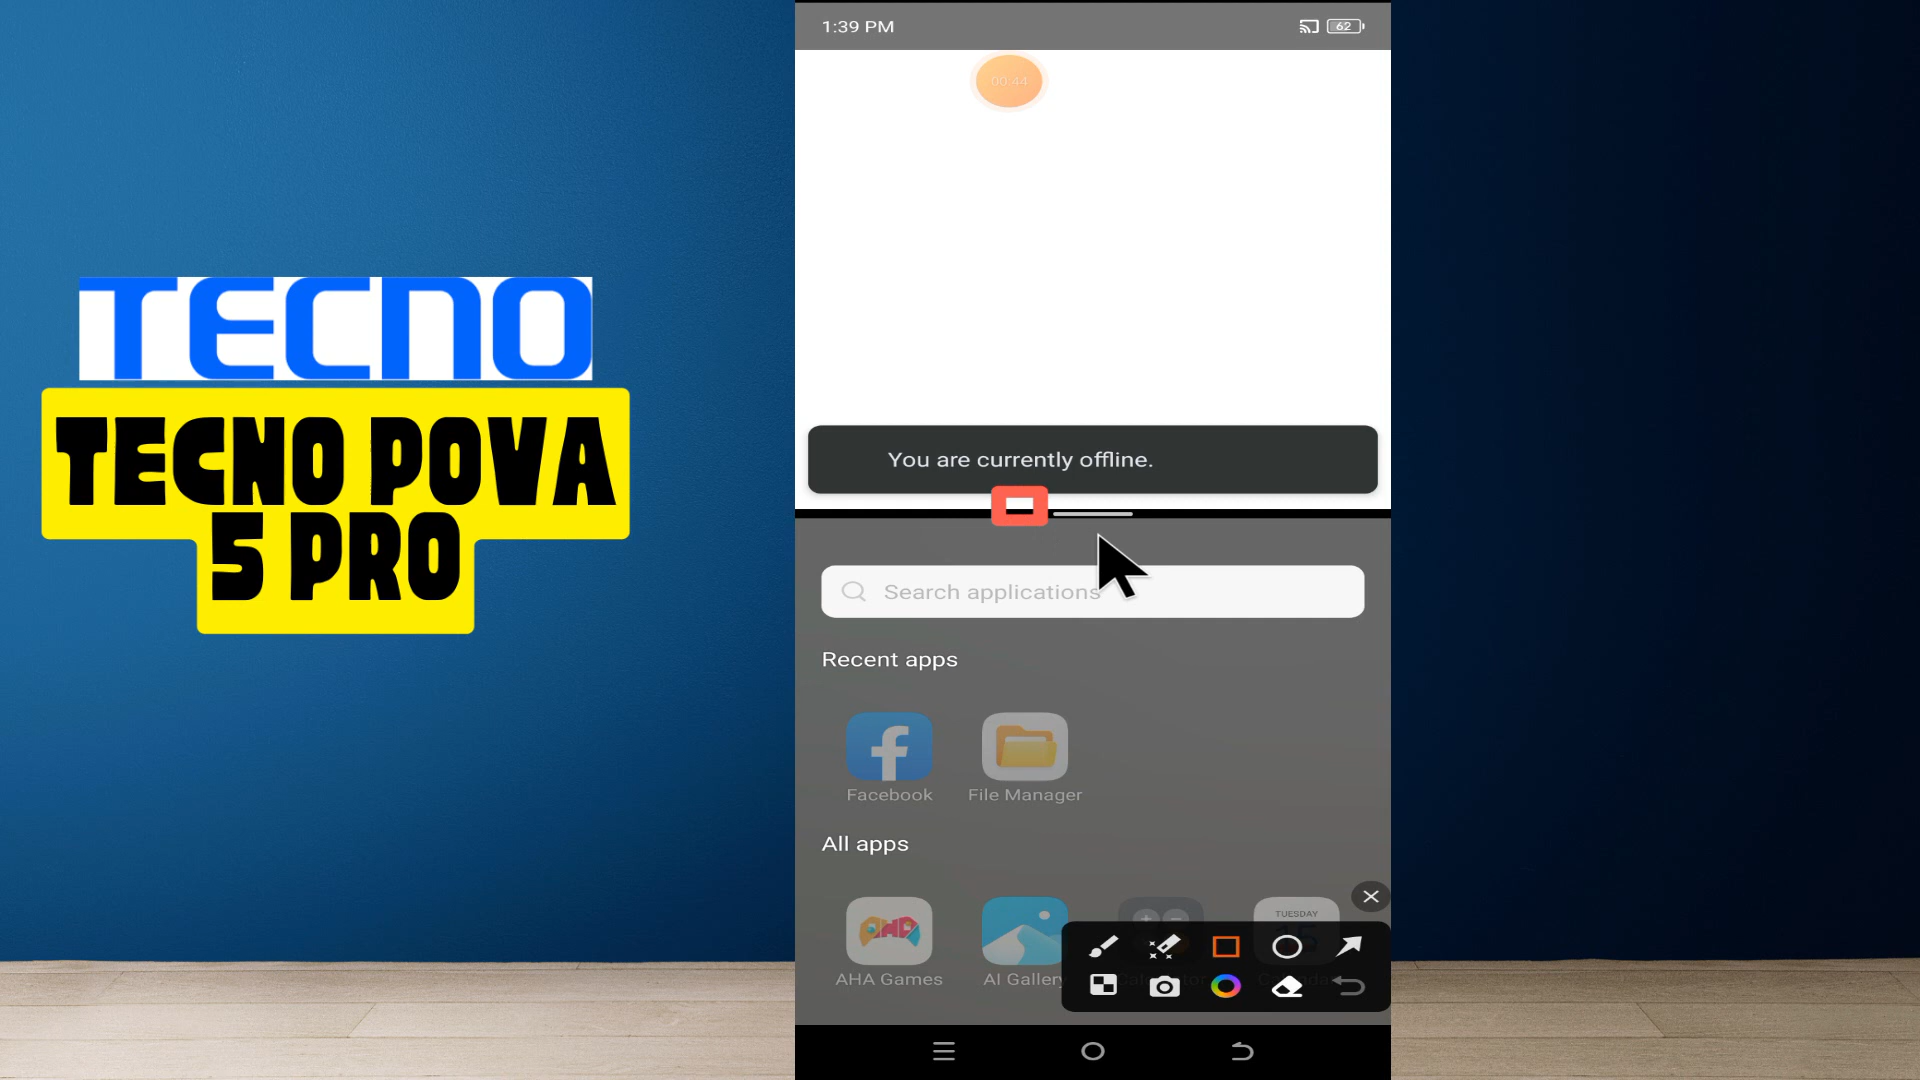 TECNO
TECNO POVA
5 PRO
1:39 PM
62
00:44
You are currently offline.
Search applications
Recent apps
Facebook
File Manager
All apps
TUESDAY
AHA Games
AI Gallery